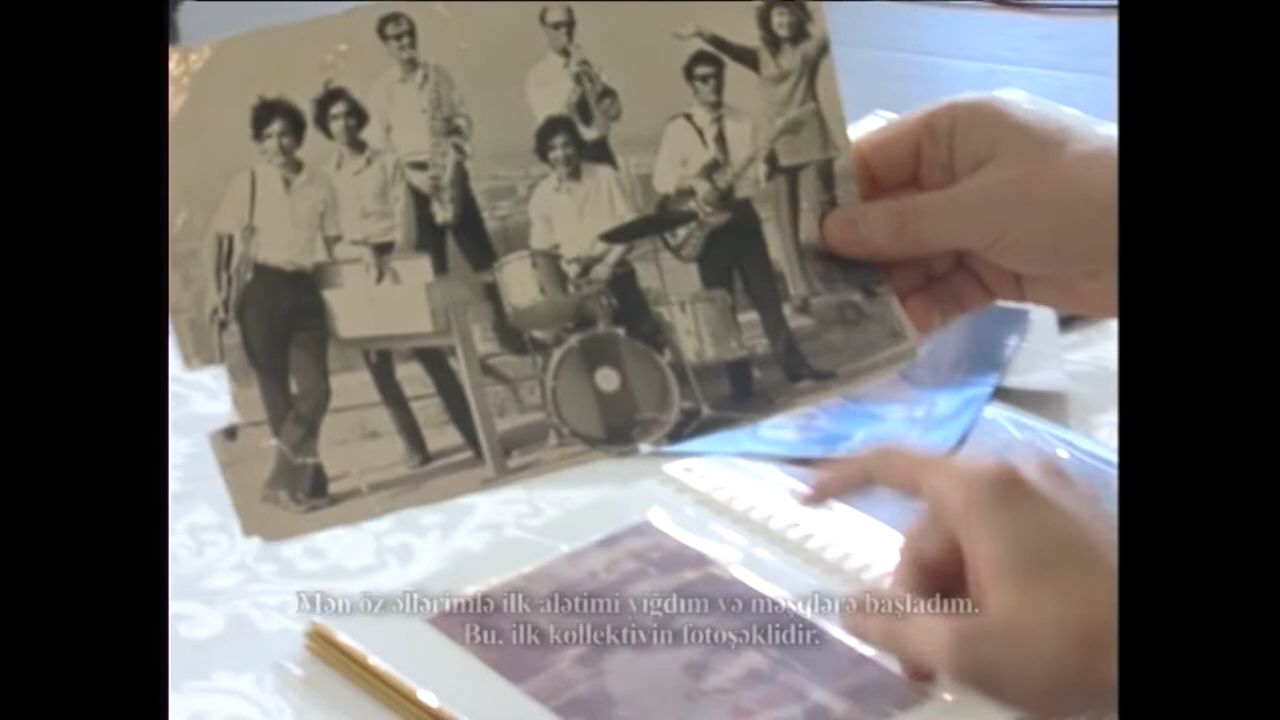 Mən öz əllərimlə ilk alətimi yığdım və məşqlərə başladım.
Bu, ilk kollektivin fotoşəklidir.